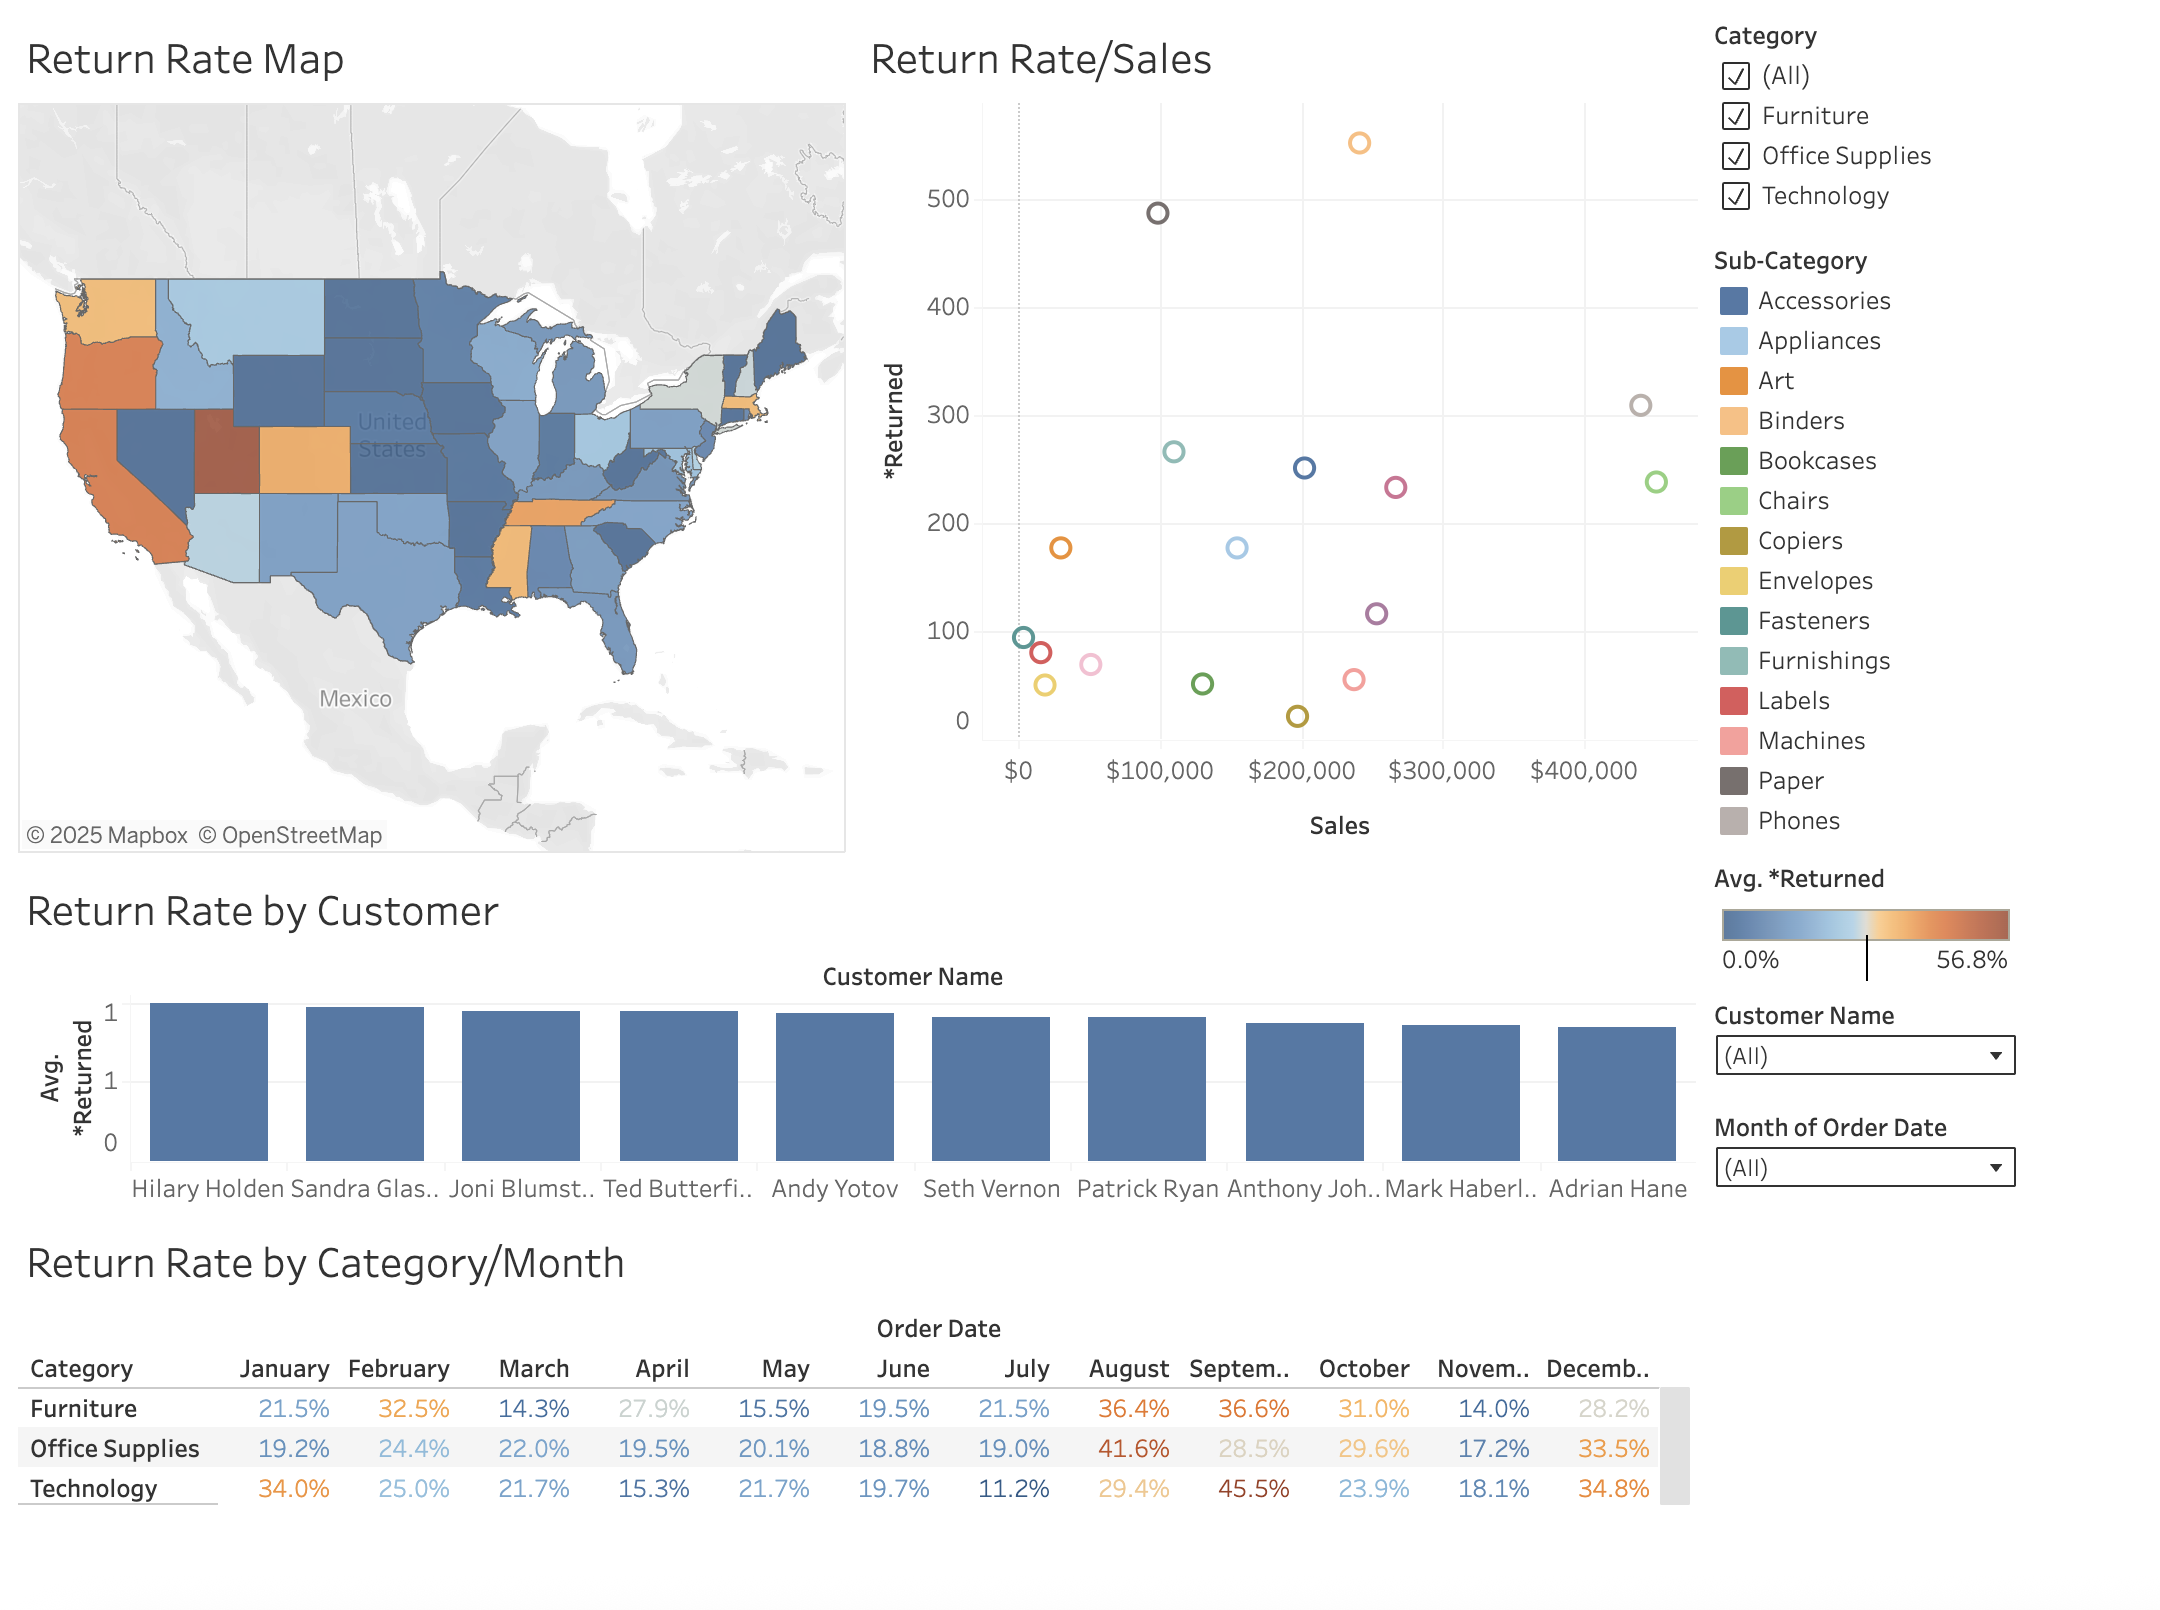 Return Rate Map
United
States
Mexico
© 2025 Mapbox © OpenStreetMap
Return Rate/Sales
*Returned
500
400
300
200
100
0
$0 $100,000 $200,000 $300,000 $400,000
Sales
Category
(All)
Furniture
Office Supplies
Technology
Sub-Category
Accessories
Appliances
Art
Binders
Bookcases
Chairs
Copiers
Envelopes
Fasteners
Furnishings
Labels
Machines
Paper
Phones
Avg. *Returned
0.0% 56.8%
Customer Name
(All)
Month of Order Date
(All)
Return Rate by Customer
Customer Name
Avg.
*Returned
1
1
0
Hilary Holden Sandra Glas.. Joni Blumst.. Ted Butterfi.. Andy Yotov Seth Vernon Patrick Ryan Anthony Joh.. Mark Haberl.. Adrian Hane
Return Rate by Category/Month
Order Date
Category January February March April May June July August Septem.. October Novem.. Decemb..
Furniture 21.5% 32.5% 14.3% 27.9% 15.5% 19.5% 21.5% 36.4% 36.6% 31.0% 14.0% 28.2%
Office Supplies 19.2% 24.4% 22.0% 19.5% 20.1% 18.8% 19.0% 41.6% 28.5% 29.6% 17.2% 33.5%
Technology 34.0% 25.0% 21.7% 15.3% 21.7% 19.7% 11.2% 29.4% 45.5% 23.9% 18.1% 34.8%